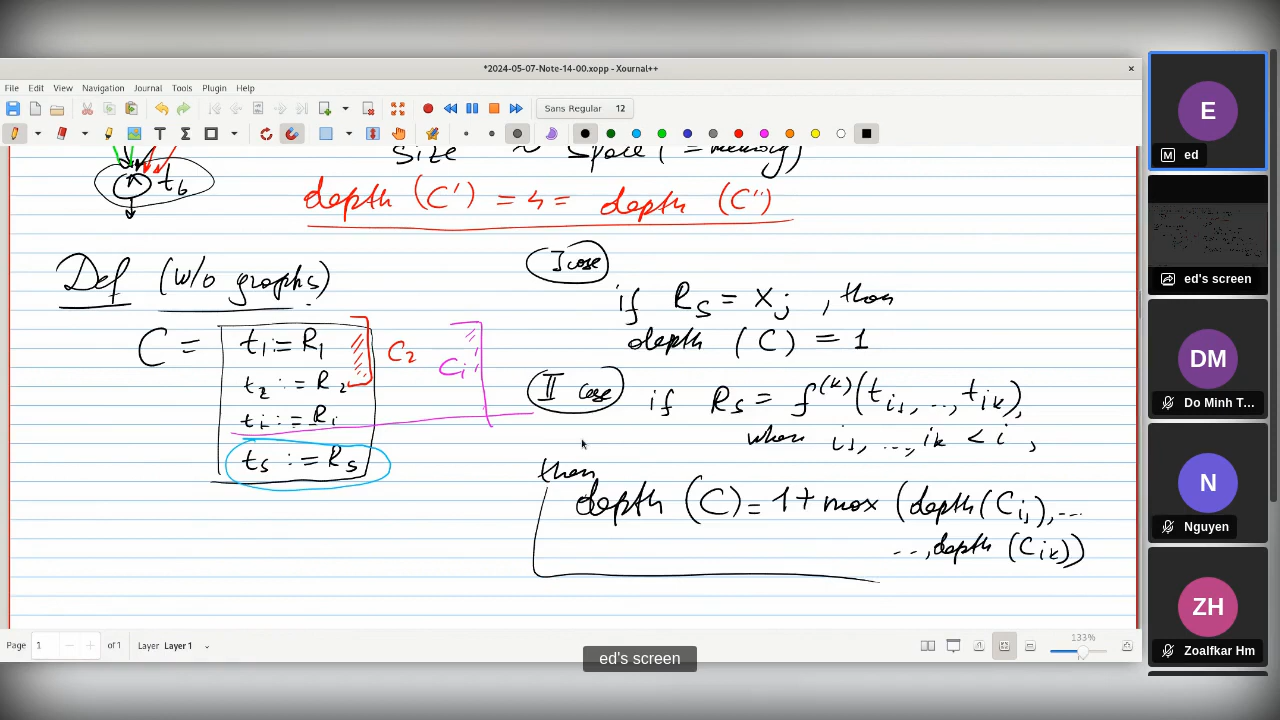 *2024-05-07-Note-14-00.xopp - Xournal++
File Edit View Navigation Journal Tools Plugin Help
Sans Regular 12
Size ~ Space (= memory)
t6
depth (C') = 4 = depth (C'')
Def (w/o graphs)
C =
t1 := R1
t2 := R2
ti := Ri
ts := Rs
C2
Ci
I case
if Rs = Xj , then
depth (C) = 1
II case
if Rs = f(k) (ti1, ..., tik),
when i1, ..., ik < i ,
then
depth (C) = 1 + max (depth(Ci1), ...
..., depth (Cik))
Page 1 of 1 Layer Layer 1
133%
ed's screen
E
ed
ed's screen
DM
Do Minh T...
N
Nguyen
ZH
Zoalfkar Hm